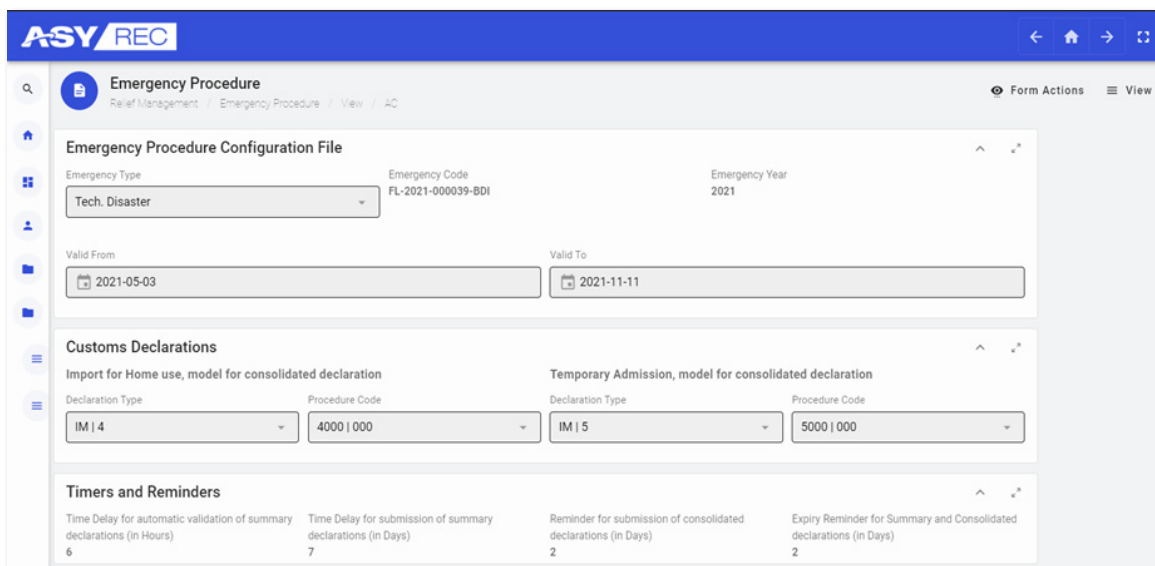 ASY/REC
Emergency Procedure
Relief Management / Emergency Procedure / View / AC
Form Actions View
Emergency Procedure Configuration File
Emergency Type Emergency Code Emergency Year
Tech. Disaster FL-2021-000039-BDI 2021
Valid From Valid To
2021-05-03 2021-11-11
Customs Declarations
Import for Home use, model for consolidated declaration Temporary Admission, model for consolidated declaration
Declaration Type Procedure Code Declaration Type Procedure Code
IM | 4 4000 | 000 IM | 5 5000 | 000
Timers and Reminders
Time Delay for automatic validation of summary Time Delay for submission of summary Reminder for submission of consolidated Expiry Reminder for Summary and Consolidated
declarations (in Hours) declarations (in Days) declarations (in Days) declarations (in Days)
6 7 2 2